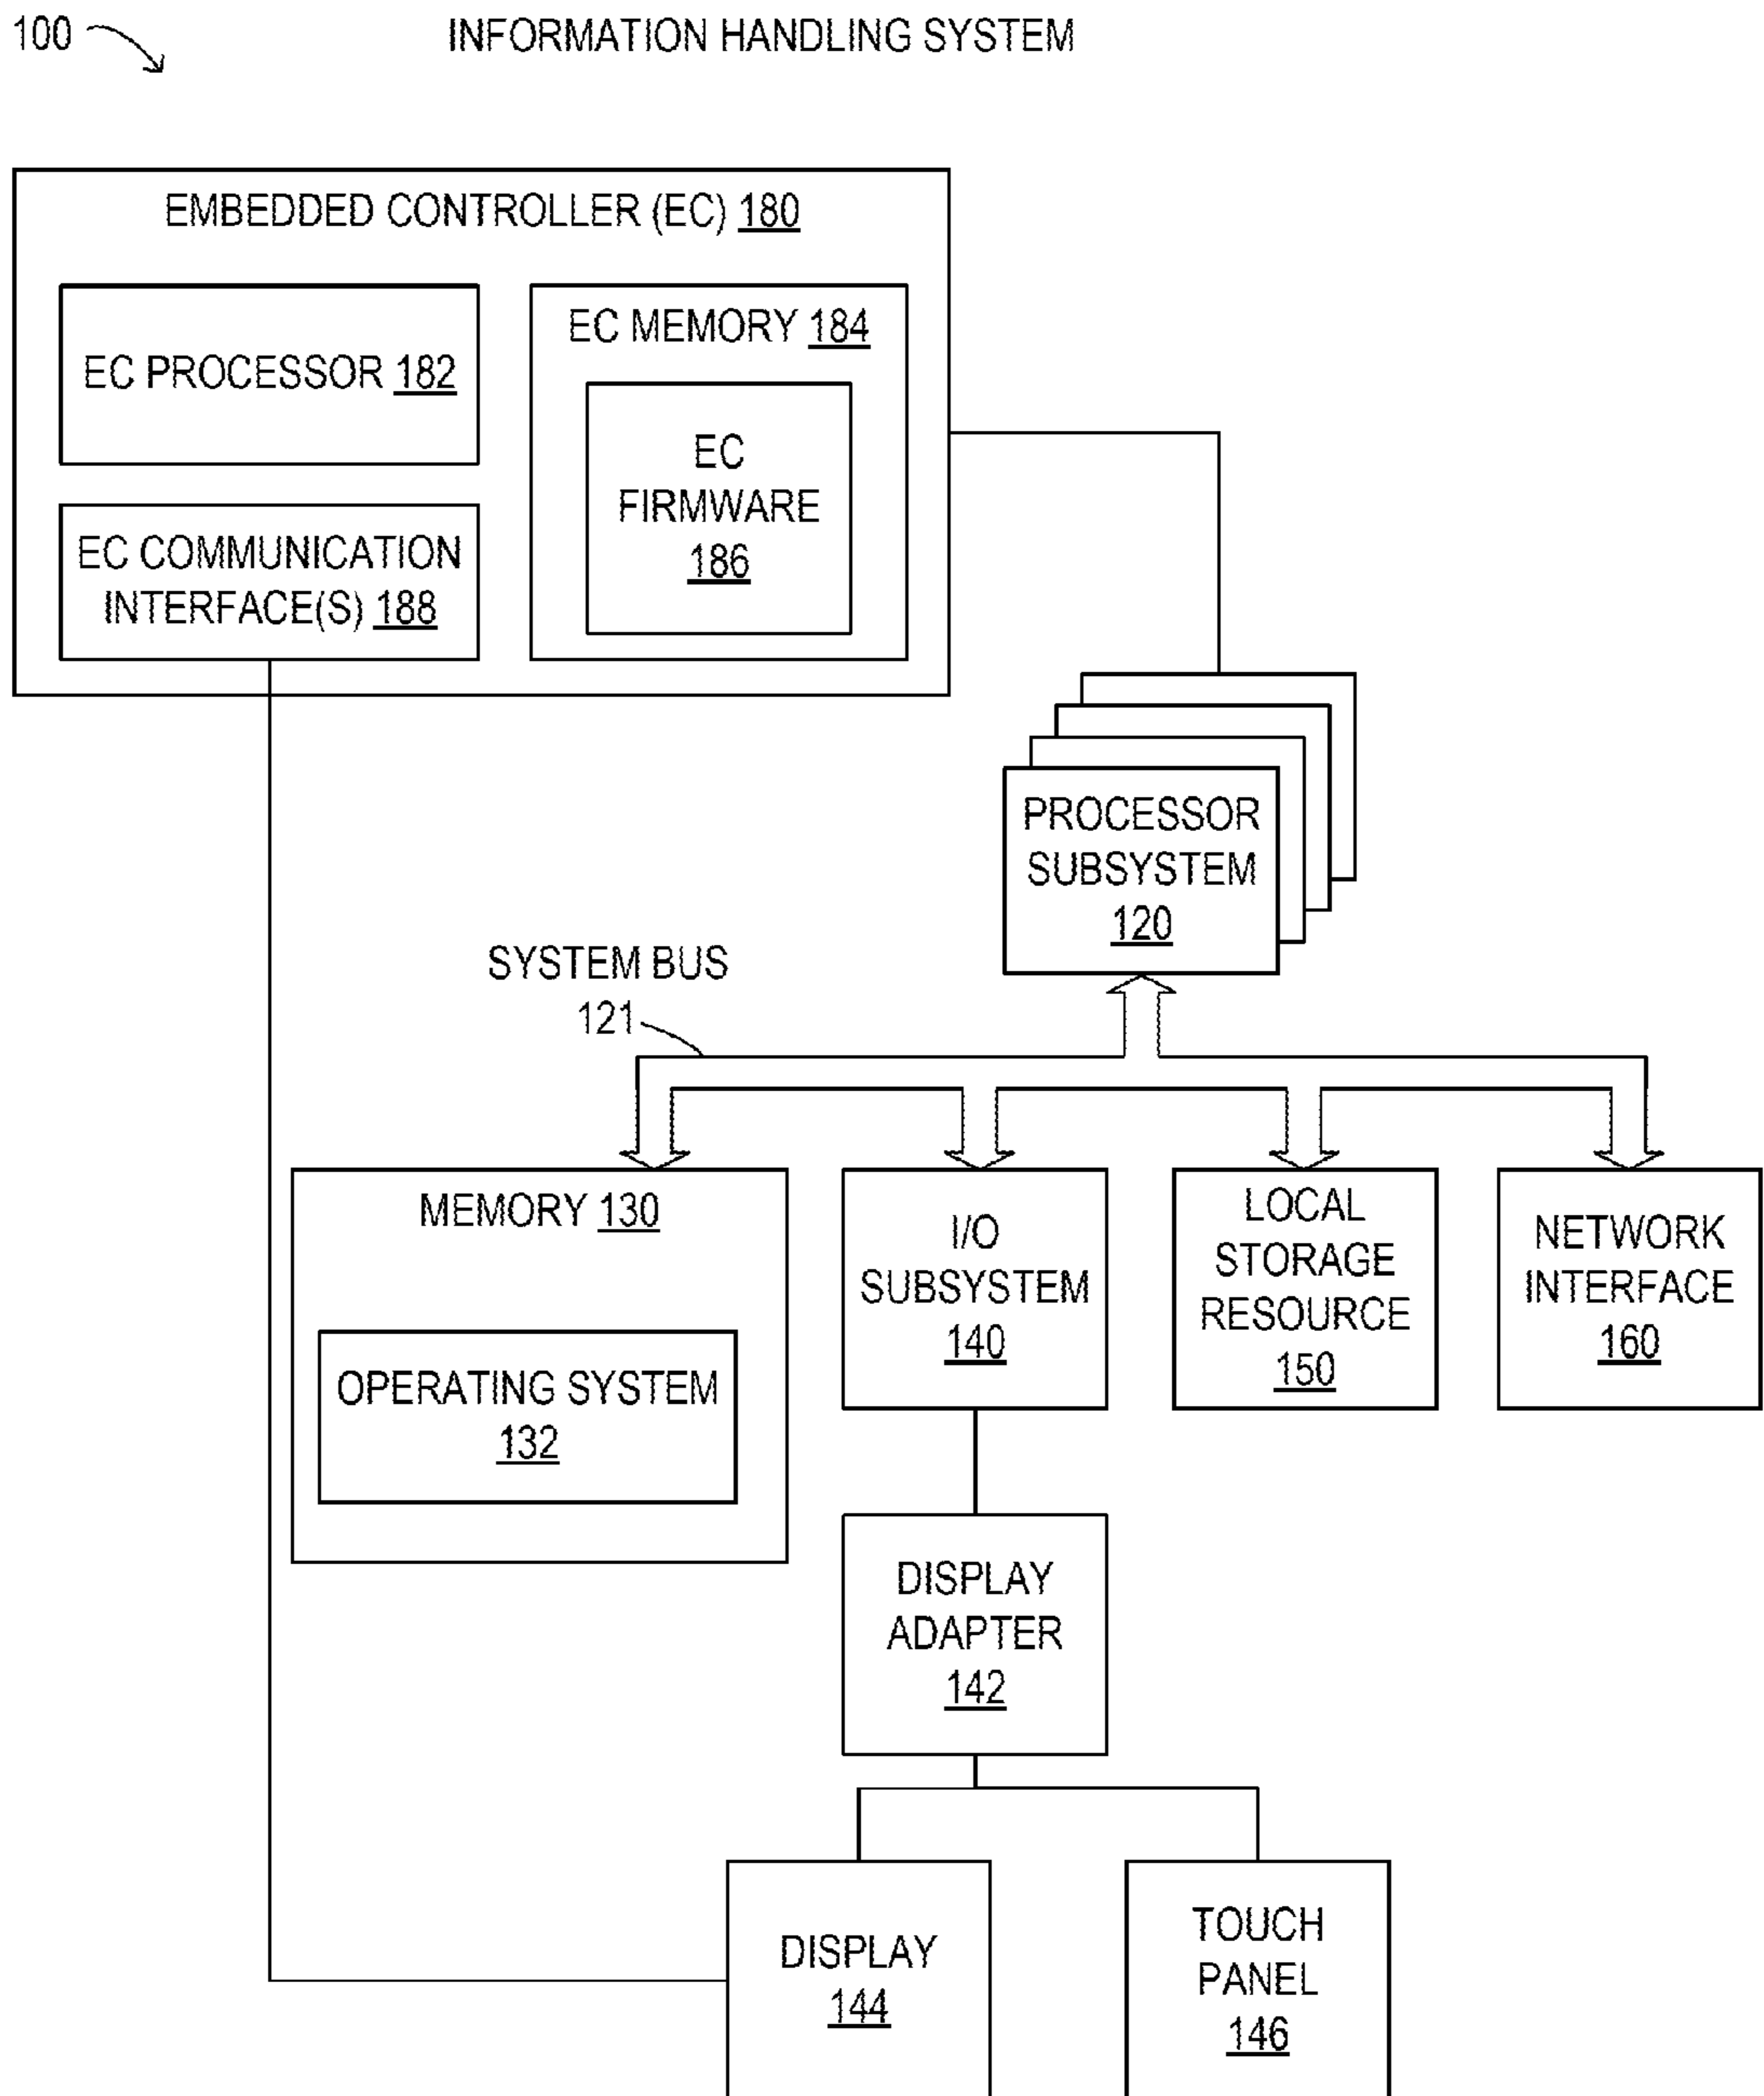 100
INFORMATION HANDLING SYSTEM
EMBEDDED CONTROLLER (EC) 180
EC PROCESSOR 182
EC MEMORY 184
EC
FIRMWARE
186
EC COMMUNICATION
INTERFACE(S) 188
PROCESSOR
SUBSYSTEM
120
SYSTEM BUS
121
MEMORY 130
OPERATING SYSTEM
132
I/O
SUBSYSTEM
140
LOCAL
STORAGE
RESOURCE
150
NETWORK
INTERFACE
160
DISPLAY
ADAPTER
142
DISPLAY
144
TOUCH
PANEL
146